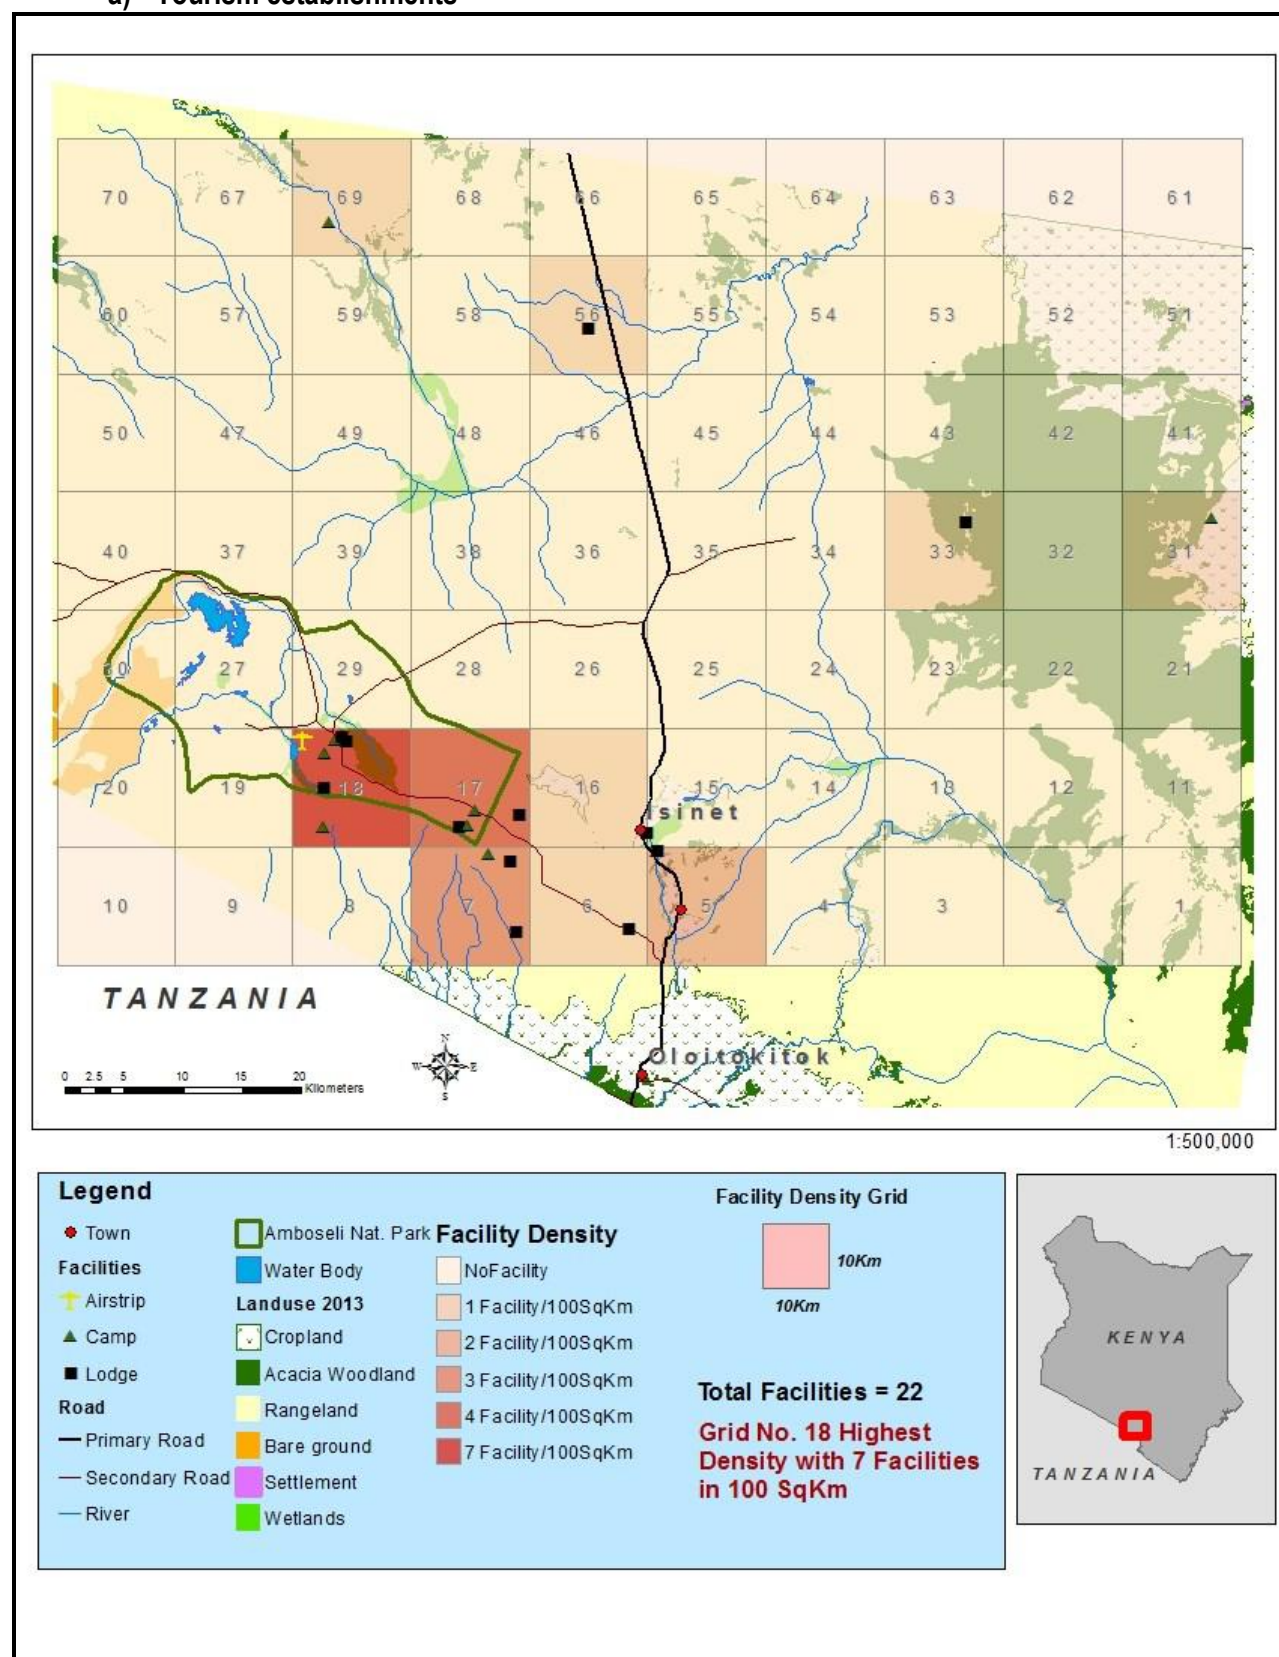 a) Tourism establishments
70 67 69 68 66 65 64 63 62 61
60 57 59 58 56 55 54 53 52 51
50 47 49 48 46 45 44 43 42 41
40 37 39 38 36 35 34 33 32 31
30 27 29 28 26 25 24 23 22 21
20 19 18 17 16 15 14 13 12 11
Isinet
10 9 8 7 6 5 4 3 2 1
TANZANIA
N
W E
S
Oloitokitok
0 2.5 5 10 15 20
Kilometers
1:500,000
Legend
Town
Facilities
Airstrip
Camp
Lodge
Road
Primary Road
Secondary Road
River
Amboseli Nat. Park
Water Body
Landuse 2013
Cropland
Acacia Woodland
Rangeland
Bare ground
Settlement
Wetlands
Facility Density
NoFacility
1 Facility/100SqKm
2 Facility/100SqKm
3 Facility/100SqKm
4 Facility/100SqKm
7 Facility/100SqKm
Facility Density Grid
10Km
10Km
Total Facilities = 22
Grid No. 18 Highest
Density with 7 Facilities
in 100 SqKm
KENYA
TANZANIA